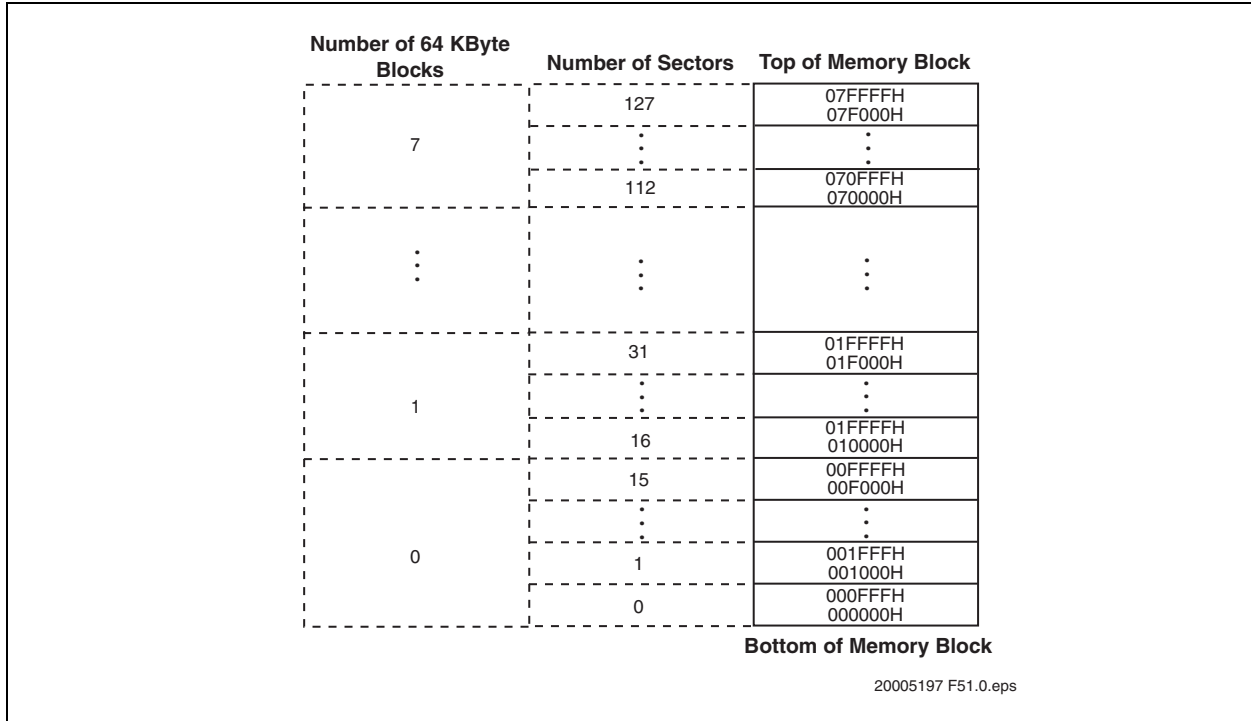 Number of 64 KByte
Blocks
Number of Sectors
Top of Memory Block
7
127
07FFFFH
07F000H
112
070FFFH
070000H
1
31
01FFFFH
01F000H
16
01FFFFH
010000H
0
15
00FFFFH
00F000H
1
001FFFH
001000H
0
000FFFH
000000H
Bottom of Memory Block
20005197 F51.0.eps